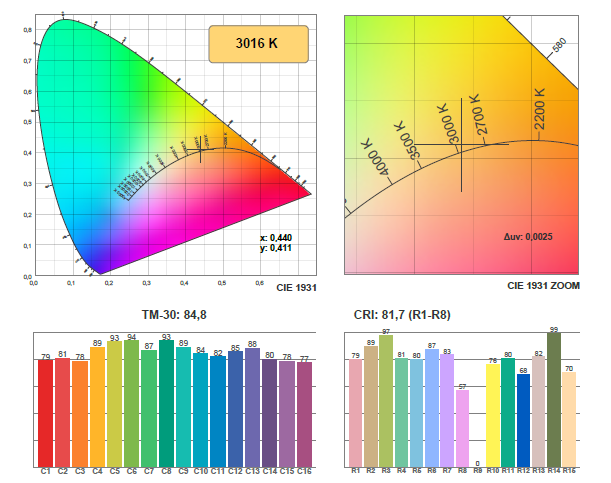 3016 K
0,8
0,7
0,6
0,5
0,4
0,3
0,2
0,1
0,0
0,0 0,1 0,2 0,3 0,4 0,5 0,6
x: 0,440
y: 0,411
CIE 1931
580
4000 K
3500 K
3000 K
2700 K
2200 K
Δuv: 0,0025
CIE 1931 ZOOM
TM-30: 84,8
79 81 78 89 93 94 87 93 89 84 82 85 88 80 78 77
C1 C2 C3 C4 C5 C6 C7 C8 C9 C10 C11 C12 C13 C14 C15 C16
CRI: 81,7 (R1-R8)
79 89 97 81 80 87 83 57 0 76 80 68 82 99 70
R1 R2 R3 R4 R5 R6 R7 R8 R9 R10 R11 R12 R13 R14 R15